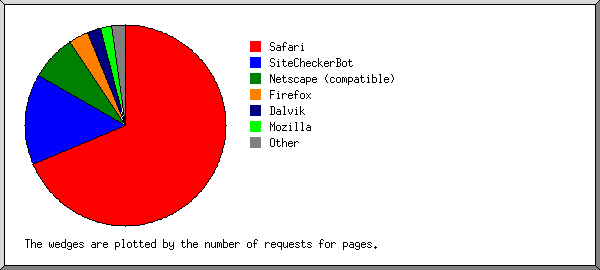 Safari
SiteCheckerBot
Netscape (compatible)
Firefox
Dalvik
Mozilla
Other
The wedges are plotted by the number of requests for pages.